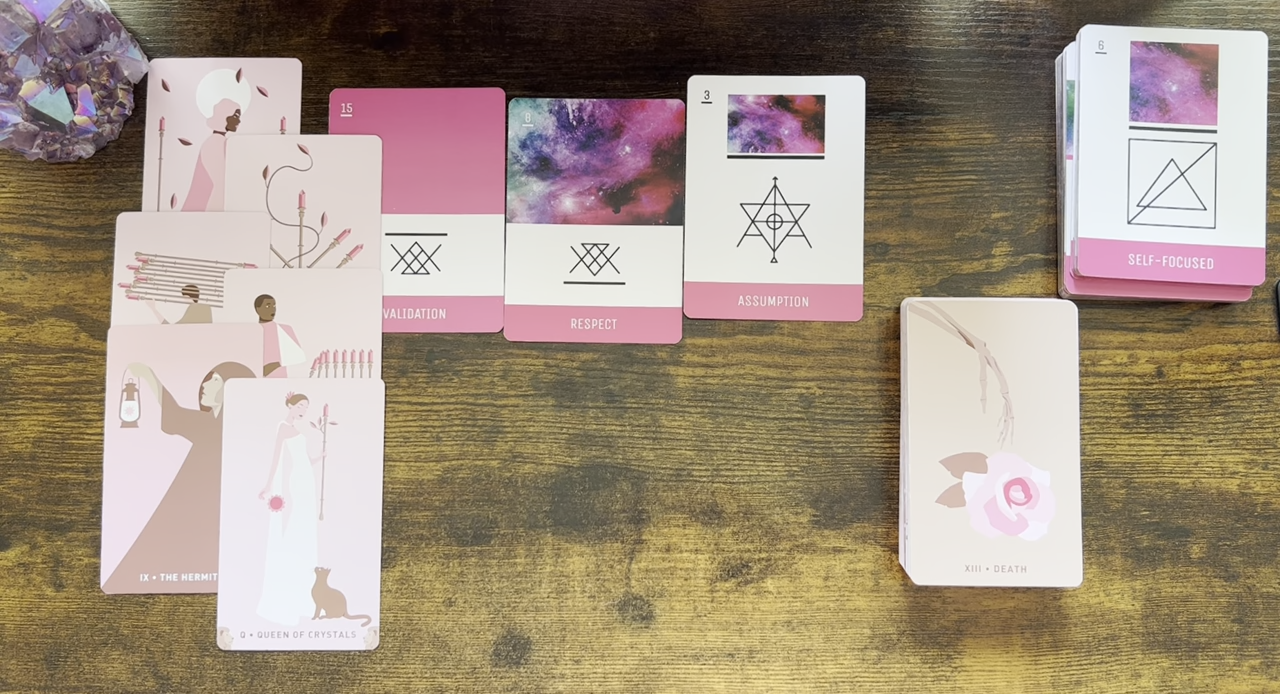 15
VALIDATION
8
RESPECT
3
ASSUMPTION
6
SELF-FOCUSED
IX • THE HERMIT
Q • QUEEN OF CRYSTALS
XIII • DEATH